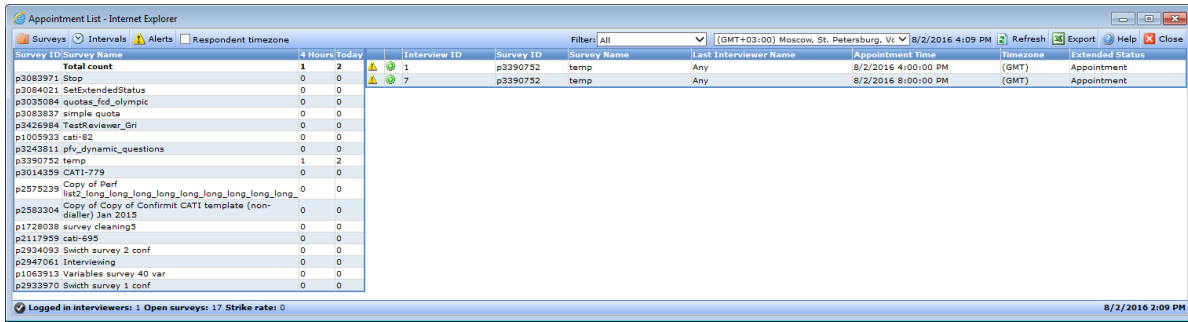 Appointment List - Internet Explorer
Surveys Intervals Alerts Respondent timezone Filter: All (GMT+03:00) Moscow, St. Petersburg, Vc 8/2/2016 4:09 PM Refresh Export Help Close
Survey ID Survey Name 4 Hours Today Interview ID Survey ID Survey Name Last Interviewer Name Appointment Time Timezone Extended Status
Total count 1 2 1 p3390752 temp Any 8/2/2016 4:00:00 PM (GMT) Appointment
p3083971 Stop 0 0 7 p3390752 temp Any 8/2/2016 8:00:00 PM (GMT) Appointment
p3084021 SetExtendedStatus 0 0
p3035084 quotas_fcd_olympic 0 0
p3083837 simple quota 0 0
p3426984 TestReviewer_Gri 0 0
p1005933 cati-82 0 0
p3243811 pfv_dynamic_questions 0 0
p3390752 temp 1 2
p3014359 CATI-779 0 0
p2575239 Copy of Perf
list2_long_long_long_long_long_long_long_long_long_ 0 0
p2583304 Copy of Copy of Confirmit CATI template (non-
dialler) Jan 2015 0 0
p1728038 survey cleaning5 0 0
p2117959 cati-695 0 0
p2934093 Swicth survey 2 conf 0 0
p2947061 Interviewing 0 0
p1063913 Variables survey 40 var 0 0
p2933970 Swicth survey 1 conf 0 0
Logged in interviewers: 1 Open surveys: 17 Strike rate: 0 8/2/2016 2:09 PM